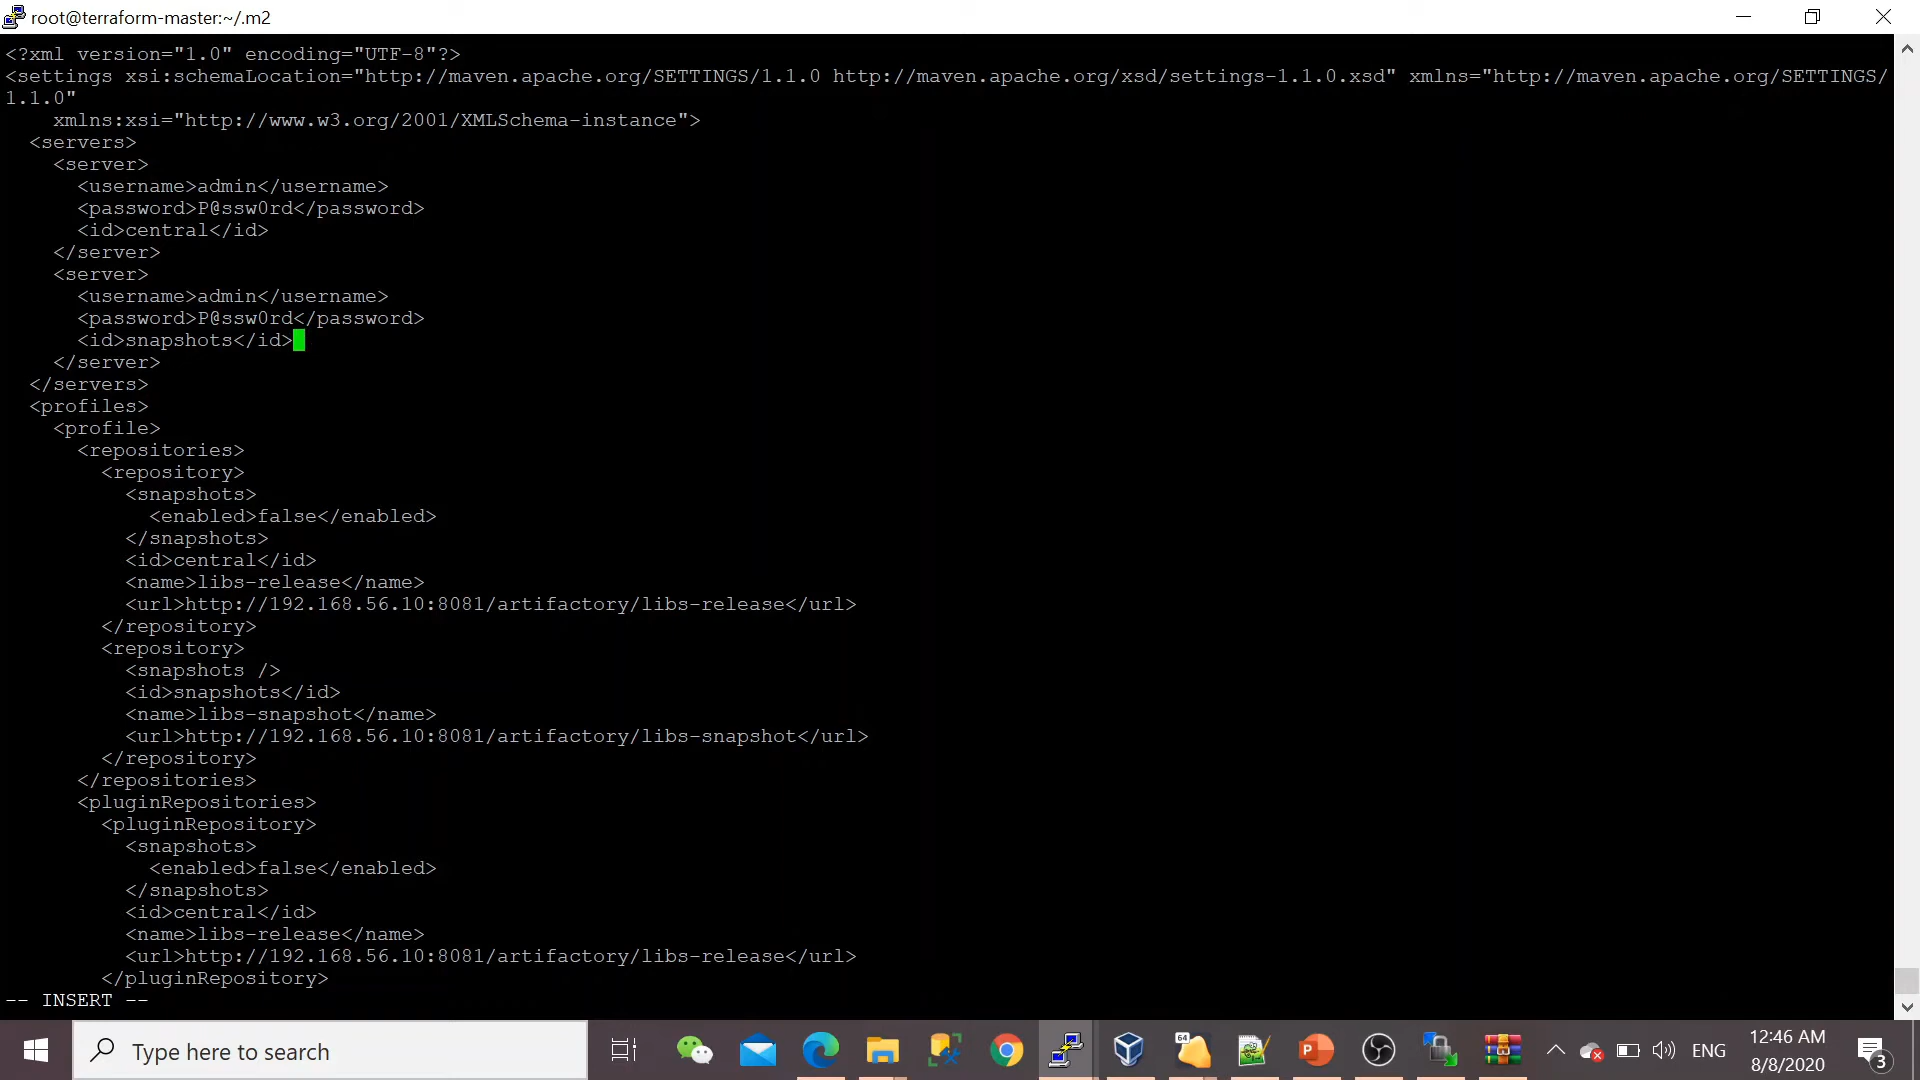 root@terraform-master:~/.m2
<?xml version="1.0" encoding="UTF-8"?>
<settings xsi:schemaLocation="http://maven.apache.org/SETTINGS/1.1.0 http://maven.apache.org/xsd/settings-1.1.0.xsd" xmlns="http://maven.apache.org/SETTINGS/
1.1.0"
    xmlns:xsi="http://www.w3.org/2001/XMLSchema-instance">
  <servers>
    <server>
      <username>admin</username>
      <password>P@ssw0rd</password>
      <id>central</id>
    </server>
    <server>
      <username>admin</username>
      <password>P@ssw0rd</password>
      <id>snapshots</id>
    </server>
  </servers>
  <profiles>
    <profile>
      <repositories>
        <repository>
          <snapshots>
            <enabled>false</enabled>
          </snapshots>
          <id>central</id>
          <name>libs-release</name>
          <url>http://192.168.56.10:8081/artifactory/libs-release</url>
        </repository>
        <repository>
          <snapshots />
          <id>snapshots</id>
          <name>libs-snapshot</name>
          <url>http://192.168.56.10:8081/artifactory/libs-snapshot</url>
        </repository>
      </repositories>
      <pluginRepositories>
        <pluginRepository>
          <snapshots>
            <enabled>false</enabled>
          </snapshots>
          <id>central</id>
          <name>libs-release</name>
          <url>http://192.168.56.10:8081/artifactory/libs-release</url>
        </pluginRepository>
-- INSERT --
Type here to search
64
P
ENG
12:46 AM
8/8/2020
3